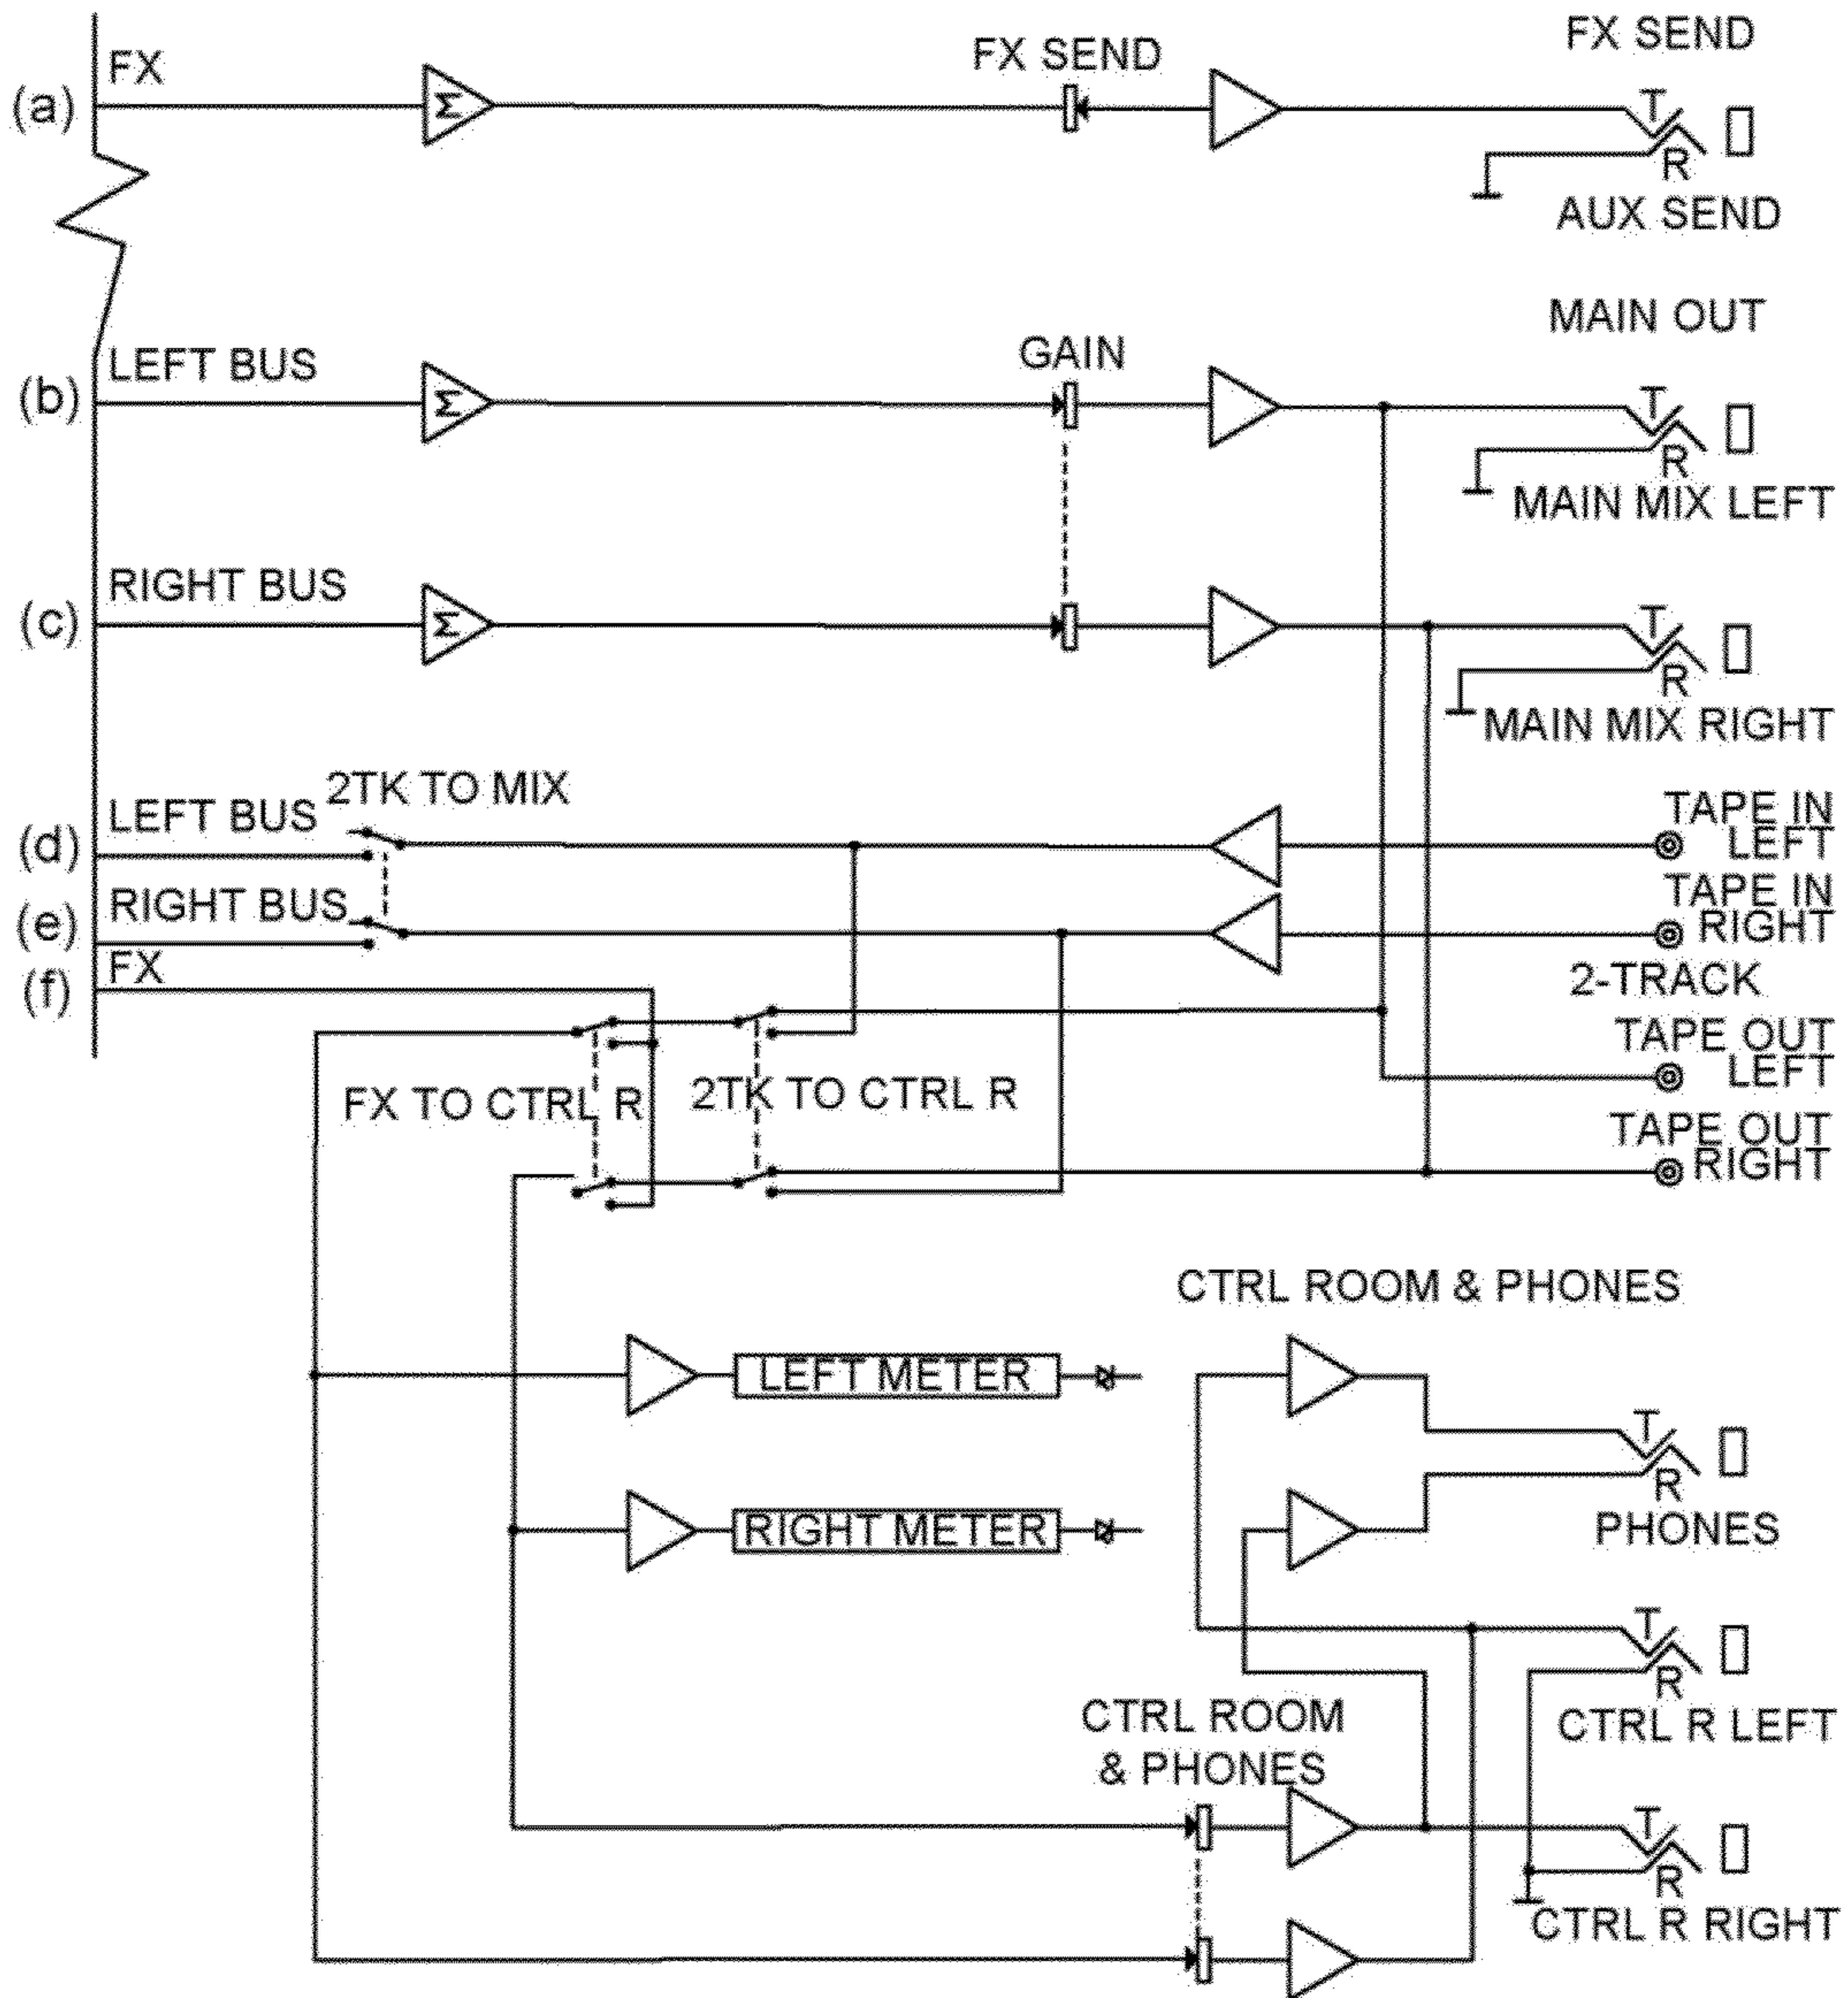 FX SEND
FX
FX SEND
(a)
Σ
T
R
AUX SEND
MAIN OUT
LEFT BUS
GAIN
(b)
Σ
T
R
MAIN MIX LEFT
RIGHT BUS
(c)
Σ
T
R
MAIN MIX RIGHT
2TK TO MIX
LEFT BUS
(d)
TAPE IN
LEFT
RIGHT BUS
(e)
TAPE IN
RIGHT
FX
(f)
2-TRACK
TAPE OUT
LEFT
FX TO CTRL R
2TK TO CTRL R
TAPE OUT
RIGHT
CTRL ROOM & PHONES
LEFT METER
T
R
RIGHT METER
PHONES
T
R
CTRL R LEFT
CTRL ROOM
& PHONES
T
R
CTRL R RIGHT